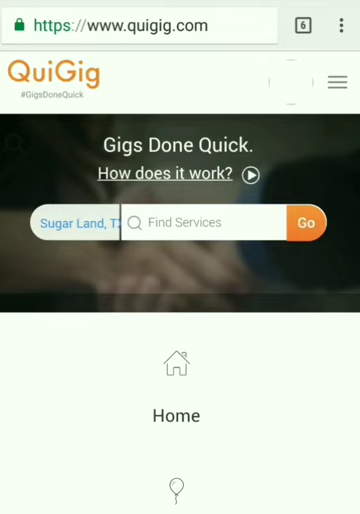 https://www.quigig.com
6
QuiGig
#GigsDoneQuick
Gigs Done Quick.
How does it work?
Sugar Land, T
Find Services
Go
Home